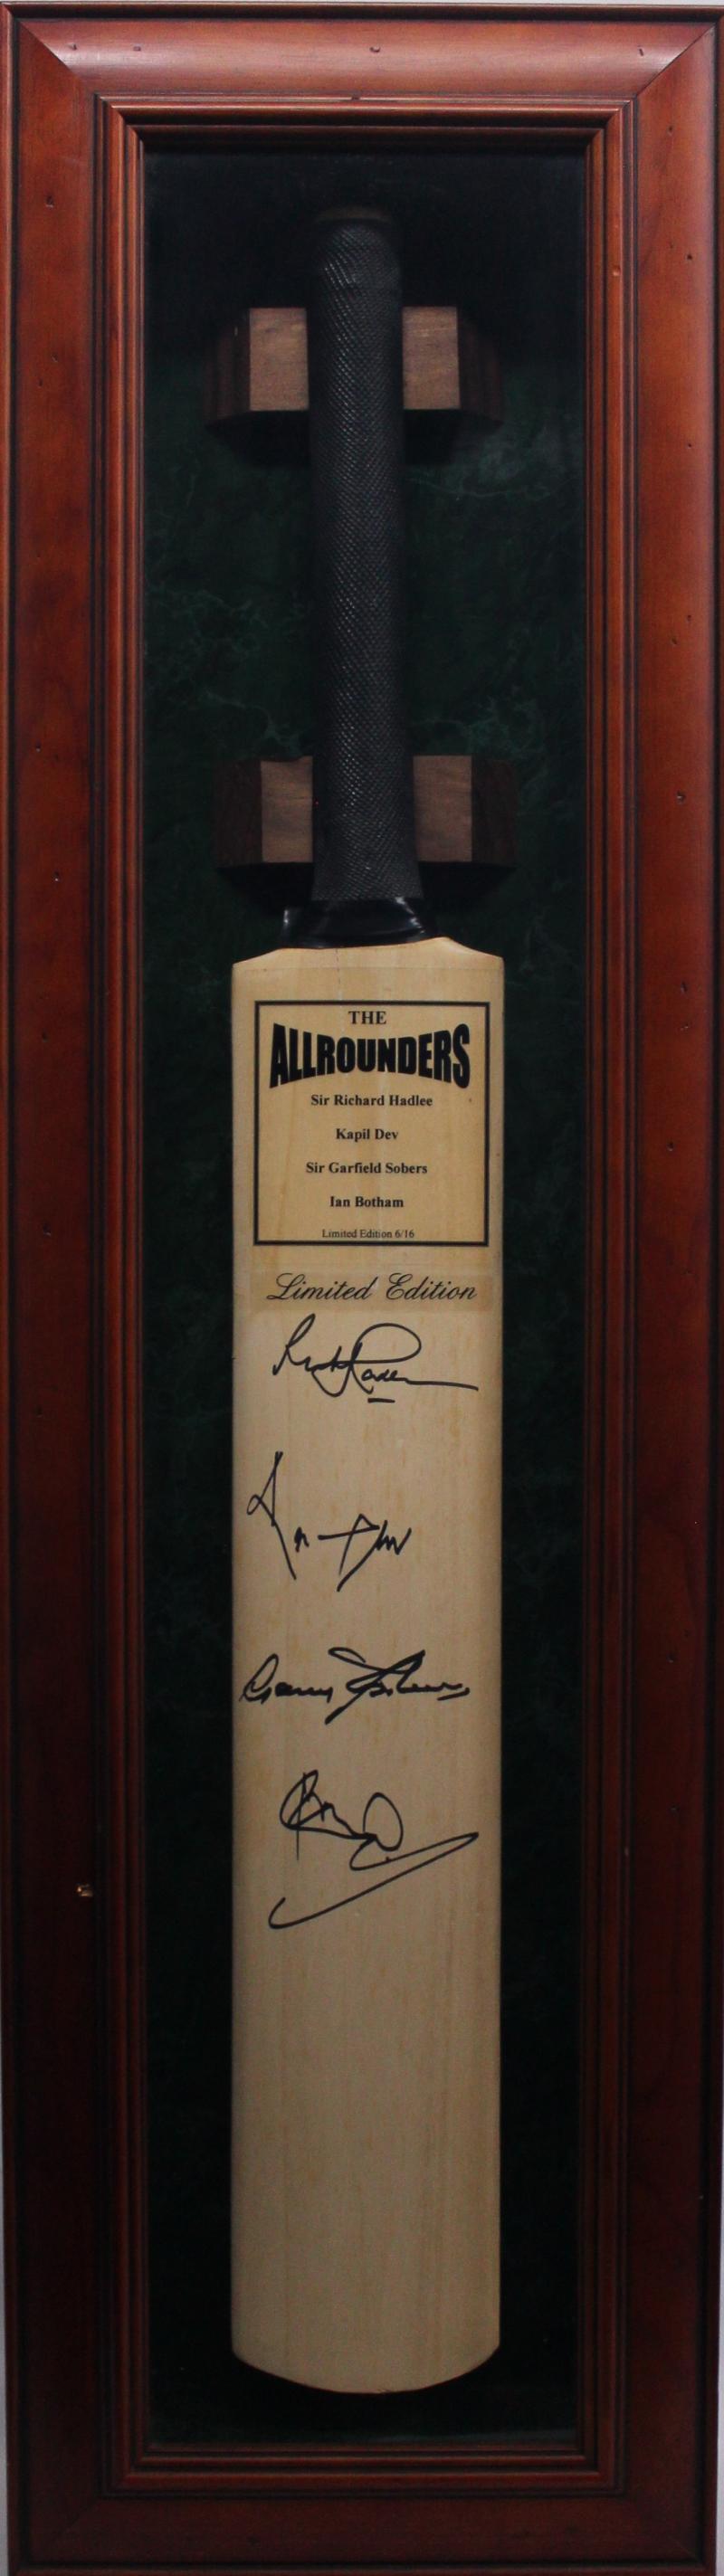 THE
ALLROUNDERS
Sir Richard Hadlee
Kapil Dev
Sir Garfield Sobers
Ian Botham
Limited Edition 6/16
Limited Edition